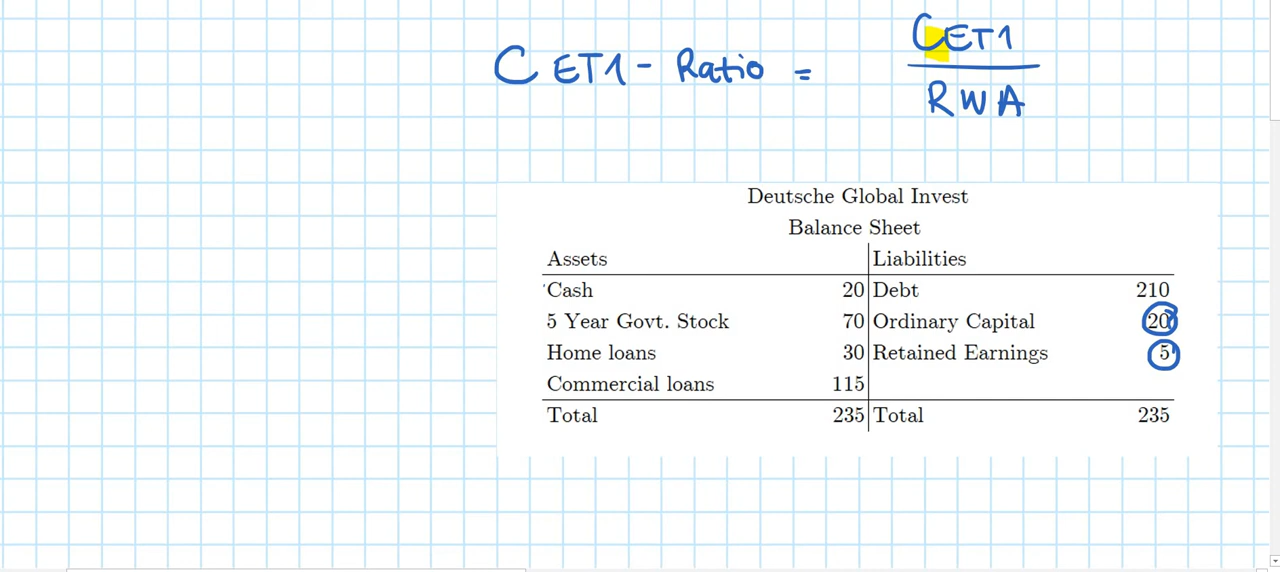 CET1 - Ratio = CET1 / RWA
Deutsche Global Invest
Balance Sheet
Assets Liabilities
Cash 20 Debt 210
5 Year Govt. Stock 70 Ordinary Capital 20
Home loans 30 Retained Earnings 5
Commercial loans 115
Total 235 Total 235